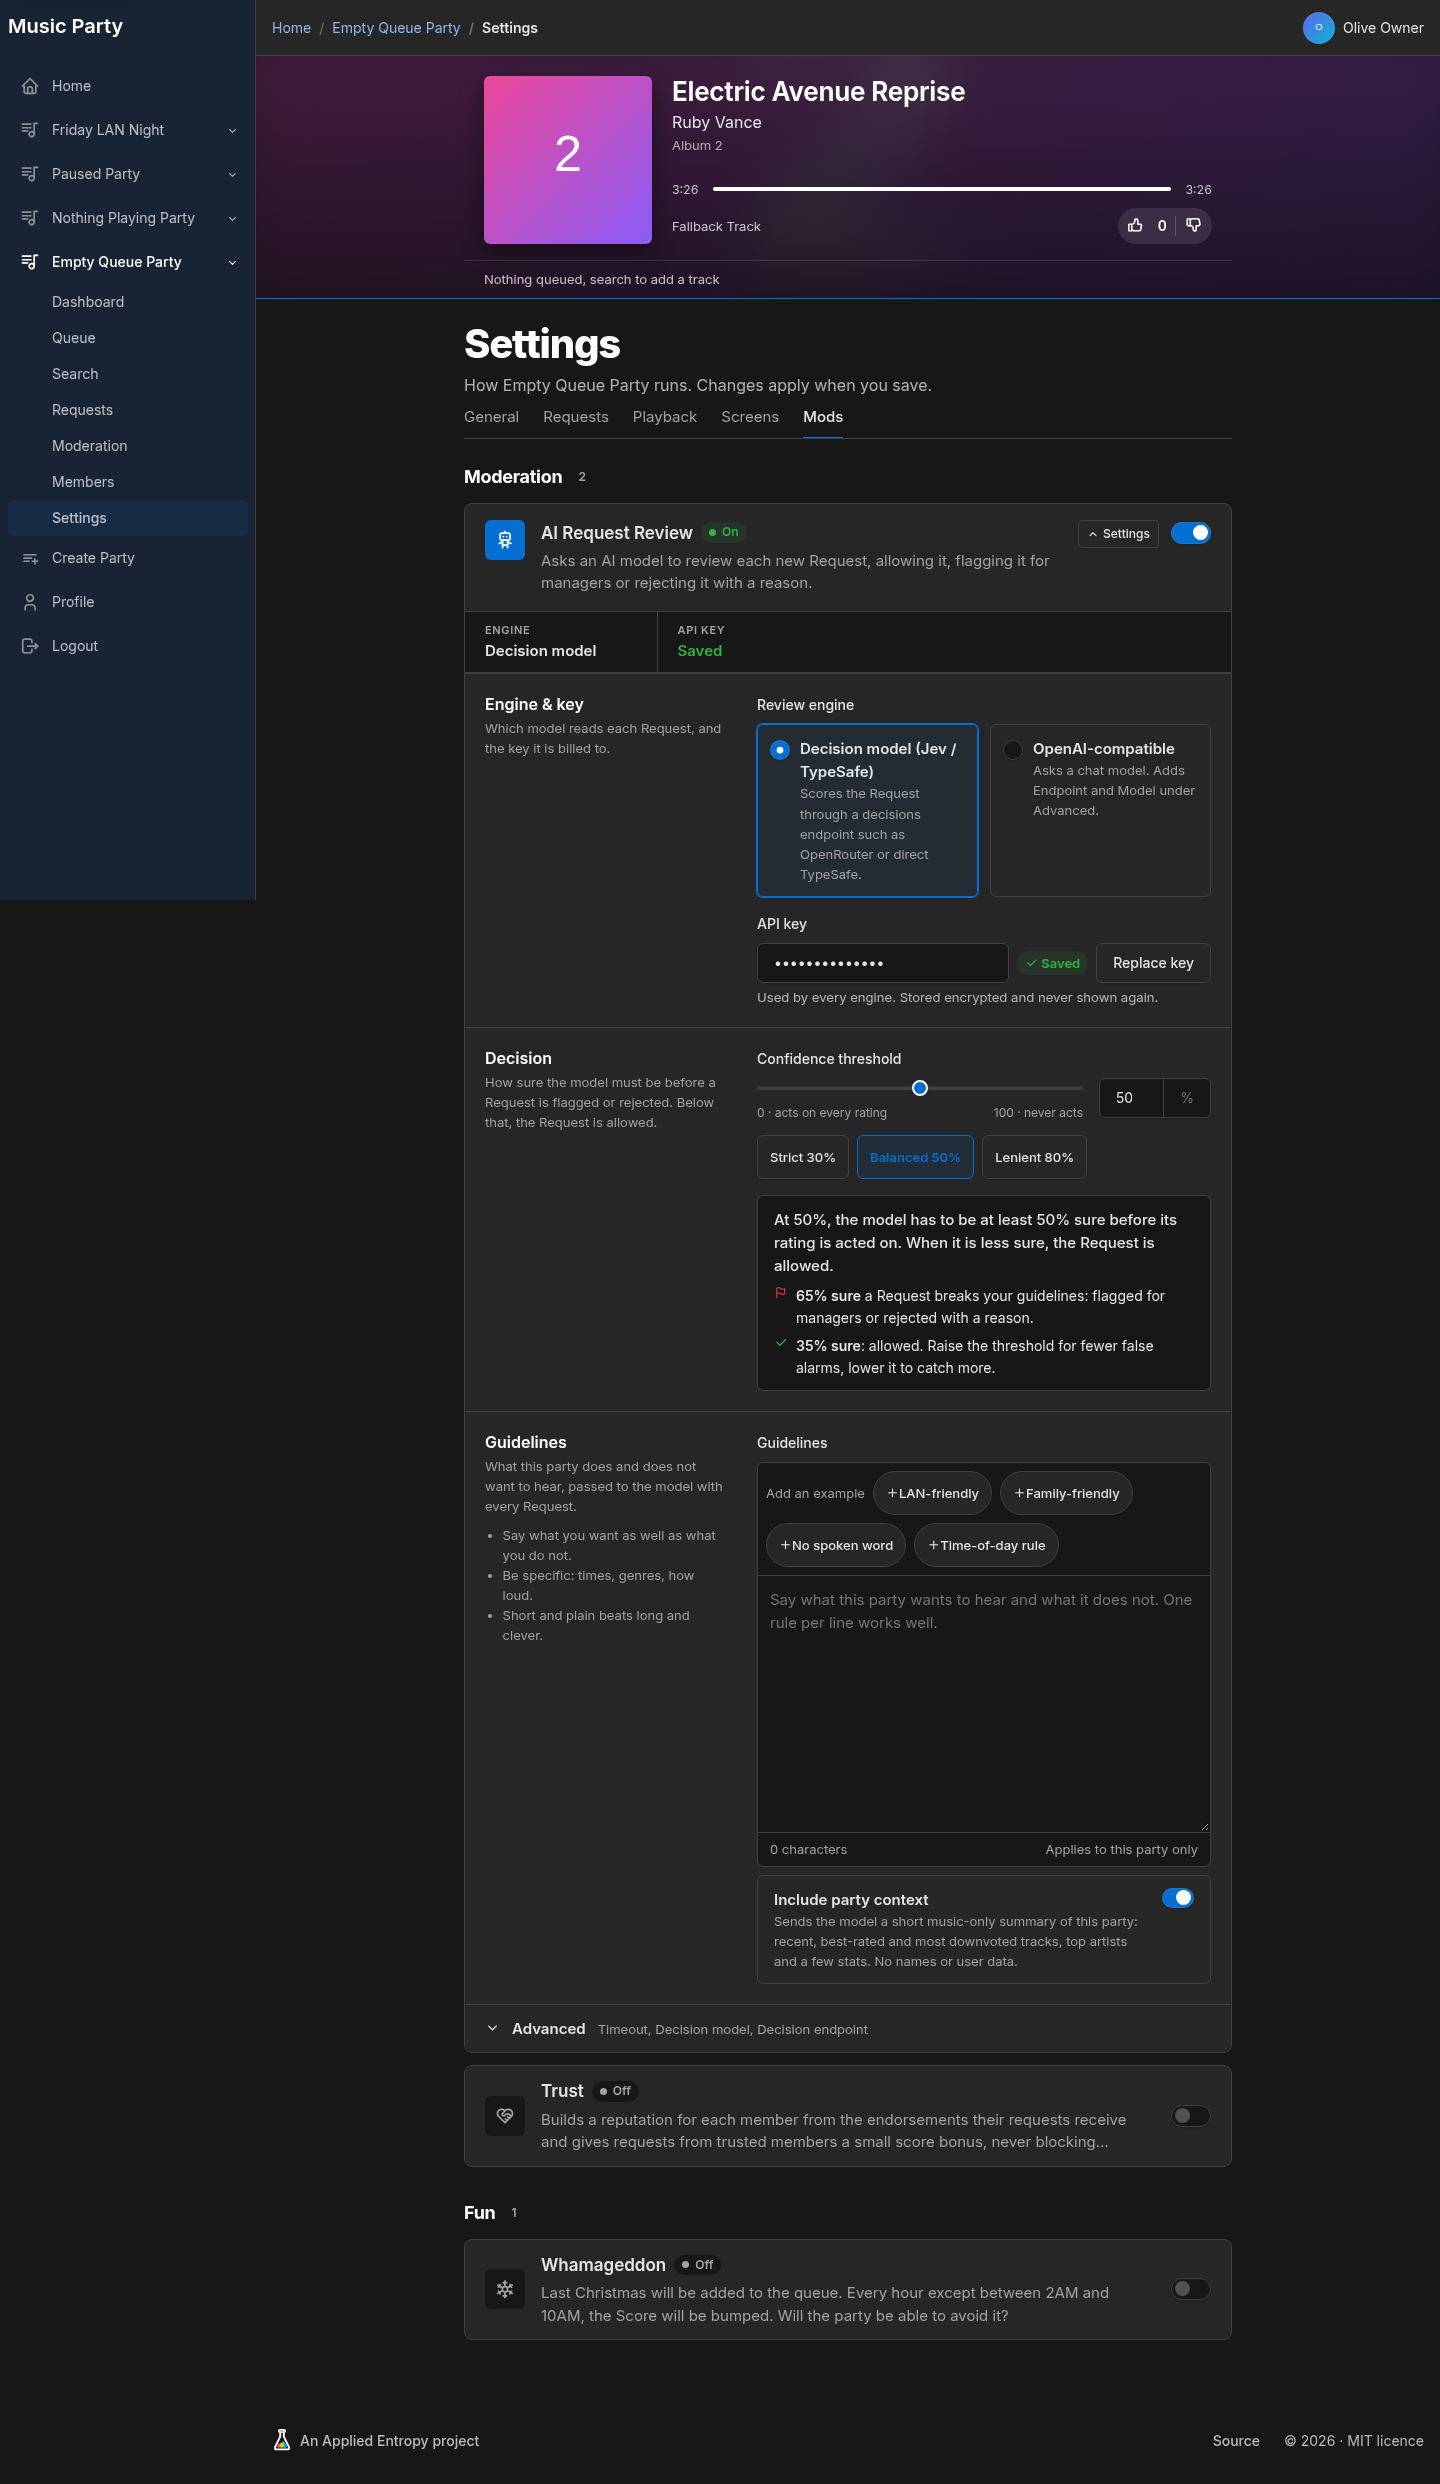 Music Party
Home
Friday LAN Night
Paused Party
Nothing Playing Party
Empty Queue Party
Dashboard
Queue
Search
Requests
Moderation
Members
Settings
Create Party
Profile
Logout
Home / Empty Queue Party / Settings
O Olive Owner
2
Electric Avenue Reprise
Ruby Vance
Album 2
3:26 3:26
Fallback Track 0
Nothing queued, search to add a track
Settings
How Empty Queue Party runs. Changes apply when you save.
General Requests Playback Screens Mods
Moderation 2
AI Request Review On
Settings
Asks an AI model to review each new Request, allowing it, flagging it for
managers or rejecting it with a reason.
ENGINE
Decision model
API KEY
Saved
Engine & key
Which model reads each Request, and
the key it is billed to.
Review engine
Decision model (Jev /
TypeSafe)
Scores the Request
through a decisions
endpoint such as
OpenRouter or direct
TypeSafe.
OpenAI-compatible
Asks a chat model. Adds
Endpoint and Model under
Advanced.
API key
•••••••••••••• Saved Replace key
Used by every engine. Stored encrypted and never shown again.
Decision
How sure the model must be before a
Request is flagged or rejected. Below
that, the Request is allowed.
Confidence threshold
50 %
0 · acts on every rating 100 · never acts
Strict 30% Balanced 50% Lenient 80%
At 50%, the model has to be at least 50% sure before its
rating is acted on. When it is less sure, the Request is
allowed.
65% sure a Request breaks your guidelines: flagged for
managers or rejected with a reason.
35% sure: allowed. Raise the threshold for fewer false
alarms, lower it to catch more.
Guidelines
What this party does and does not
want to hear, passed to the model with
every Request.
• Say what you want as well as what
you do not.
• Be specific: times, genres, how
loud.
• Short and plain beats long and
clever.
Guidelines
Add an example +LAN-friendly +Family-friendly
+No spoken word +Time-of-day rule
Say what this party wants to hear and what it does not. One
rule per line works well.
0 characters Applies to this party only
Include party context
Sends the model a short music-only summary of this party:
recent, best-rated and most downvoted tracks, top artists
and a few stats. No names or user data.
Advanced Timeout, Decision model, Decision endpoint
Trust Off
Builds a reputation for each member from the endorsements their requests receive
and gives requests from trusted members a small score bonus, never blocking...
Fun 1
Whamageddon Off
Last Christmas will be added to the queue. Every hour except between 2AM and
10AM, the Score will be bumped. Will the party be able to avoid it?
An Applied Entropy project
Source © 2026 · MIT licence